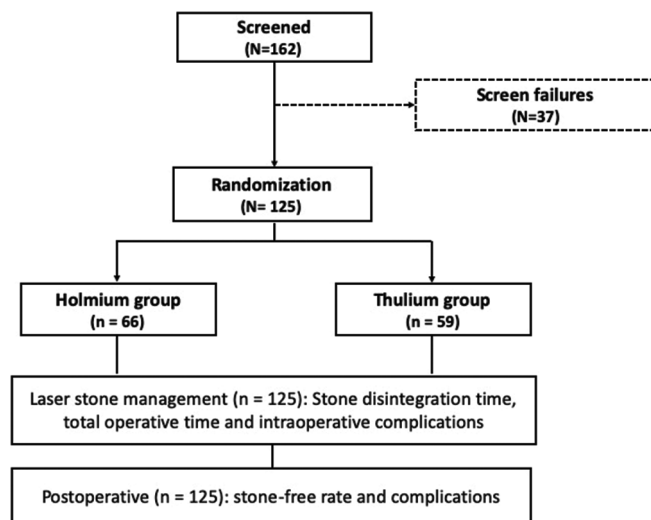 Screened
(N=162)
Screen failures
(N=37)
Randomization
(N= 125)
Holmium group
(n = 66)
Thulium group
(n = 59)
Laser stone management (n = 125): Stone disintegration time,
total operative time and intraoperative complications
Postoperative (n = 125): stone-free rate and complications